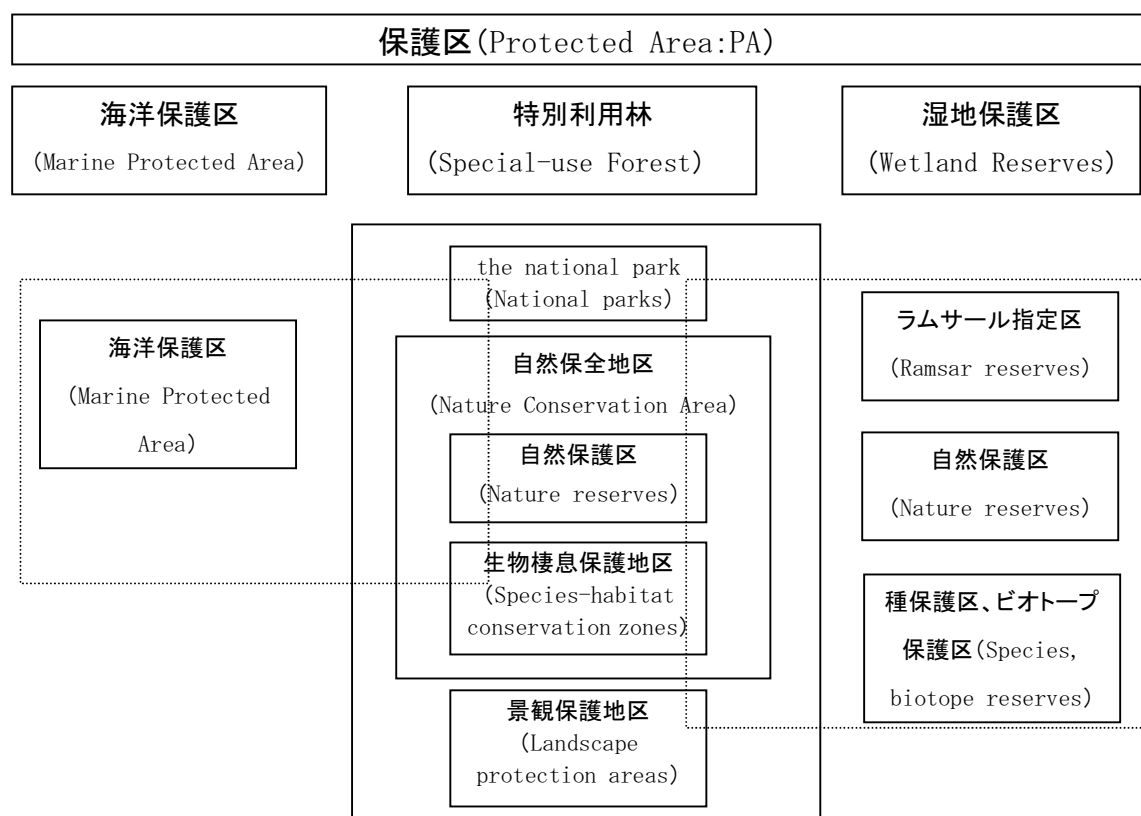 保護区(Protected Area:PA)
海洋保護区
(Marine Protected Area)
特別利用林
(Special-use Forest)
湿地保護区
(Wetland Reserves)
海洋保護区
(Marine Protected
Area)
the national park
(National parks)
自然保全地区
(Nature Conservation Area)
自然保護区
(Nature reserves)
生物棲息保護地区
(Species-habitat
conservation zones)
景観保護地区
(Landscape
protection areas)
ラムサール指定区
(Ramsar reserves)
自然保護区
(Nature reserves)
種保護区、ビオトープ
保護区(Species,
biotope reserves)